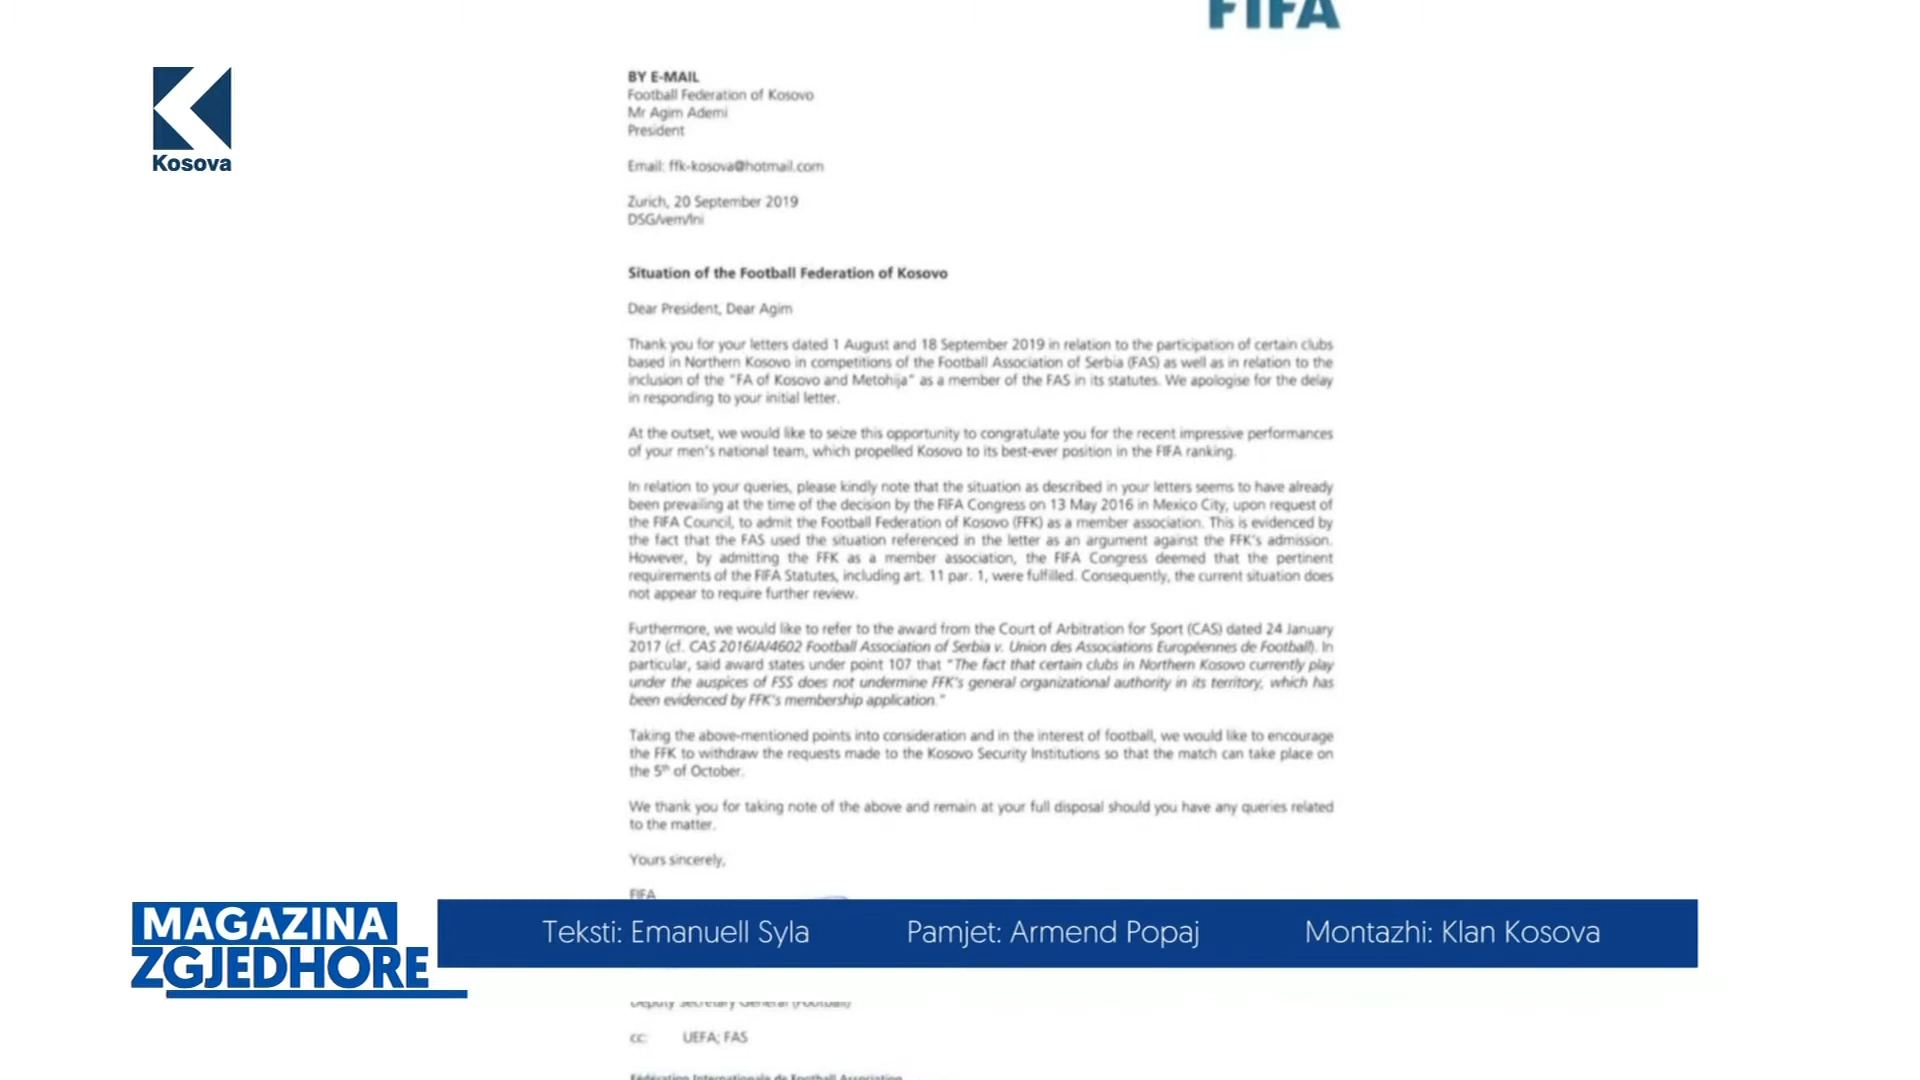 FIFA
Kosova
BY E-MAIL
Football Federation of Kosovo
Mr Agim Ademi
President
Email: ffk-kosova@hotmail.com
Zurich, 20 September 2019
DSG/vem/lni
Situation of the Football Federation of Kosovo
Dear President, Dear Agim
Thank you for your letters dated 1 August and 18 September 2019 in relation to the participation of certain clubs
based in Northern Kosovo in competitions of the Football Association of Serbia (FAS) as well as in relation to the
inclusion of the "FA of Kosovo and Metohija" as a member of the FAS in its statutes. We apologise for the delay
in responding to your initial letter.
At the outset, we would like to seize this opportunity to congratulate you for the recent impressive performances
of your men's national team, which propelled Kosovo to its best-ever position in the FIFA ranking.
In relation to your queries, please kindly note that the situation as described in your letters seems to have already
been prevailing at the time of the decision by the FIFA Congress on 13 May 2016 in Mexico City, upon request of
the FIFA Council, to admit the Football Federation of Kosovo (FFK) as a member association. This is evidenced by
the fact that the FAS used the situation referenced in the letter as an argument against the FFK's admission.
However, by admitting the FFK as a member association, the FIFA Congress deemed that the pertinent
requirements of the FIFA Statutes, including art. 11 par. 1, were fulfilled. Consequently, the current situation does
not appear to require further review.
Furthermore, we would like to refer to the award from the Court of Arbitration for Sport (CAS) dated 24 January
2017 (cf. CAS 2016/A/4602 Football Association of Serbia v. Union des Associations Européennes de Football). In
particular, said award states under point 107 that "The fact that certain clubs in Northern Kosovo currently play
under the auspices of FSS does not undermine FFK's general organizational authority in its territory, which has
been evidenced by FFK's membership application."
Taking the above-mentioned points into consideration and in the interest of football, we would like to encourage
the FFK to withdraw the requests made to the Kosovo Security Institutions so that the match can take place on
the 5th of October.
We thank you for taking note of the above and remain at your full disposal should you have any queries related
to the matter.
Yours sincerely,
FIFA
MAGAZINA
ZGJEDHORE
Teksti: Emanuell Syla Pamjet: Armend Popaj Montazhi: Klan Kosova
Deputy Secretary General (Football)
cc: UEFA; FAS
Fédération Internationale de Football Association